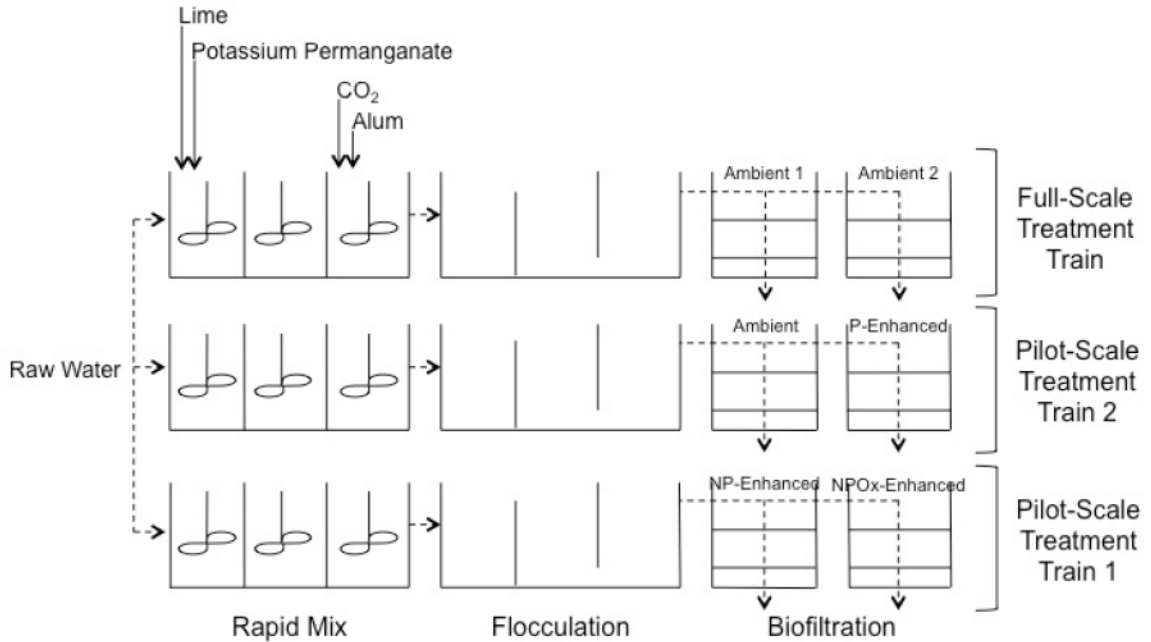 Lime
Potassium Permanganate
CO₂
Alum
Ambient 1
Ambient 2
Full-Scale
Treatment
Train
Raw Water
Ambient
P-Enhanced
Pilot-Scale
Treatment
Train 2
NP-Enhanced
NPOx-Enhanced
Pilot-Scale
Treatment
Train 1
Rapid Mix
Flocculation
Biofiltration